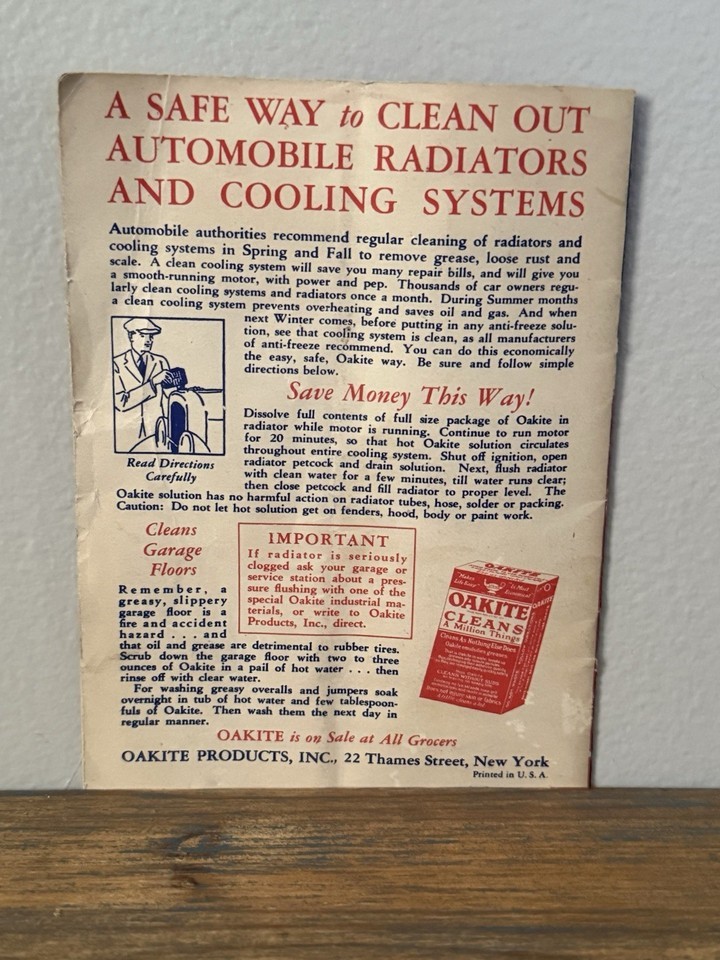 A SAFE WAY to CLEAN OUT
AUTOMOBILE RADIATORS
AND COOLING SYSTEMS
Automobile authorities recommend regular cleaning of radiators and
cooling systems in Spring and Fall to remove grease, loose rust and
scale. A clean cooling system will save you many repair bills, and will give you
a smooth-running motor, with power and pep. Thousands of car owners regu-
larly clean cooling systems and radiators once a month. During Summer months
a clean cooling system prevents overheating and saves oil and gas. And when
next Winter comes, before putting in any anti-freeze solu-
tion, see that cooling system is clean, as all manufacturers
of anti-freeze recommend. You can do this economically
the easy, safe, Oakite way. Be sure and follow simple
directions below.
Read Directions
Carefully
Save Money This Way!
Dissolve full contents of full size package of Oakite in
radiator while motor is running. Continue to run motor
for 20 minutes, so that hot Oakite solution circulates
throughout entire cooling system. Shut off ignition, open
radiator petcock and drain solution. Next, flush radiator
with clean water for a few minutes, till water runs clear;
then close petcock and fill radiator to proper level. The
Oakite solution has no harmful action on radiator tubes, hose, solder or packing.
Caution: Do not let hot solution get on fenders, hood, body or paint work.
Cleans
Garage
Floors
Remember, a
greasy, slippery
garage floor is a
fire and accident
hazard . . . and
that oil and grease are detrimental to rubber tires.
Scrub down the garage floor with two to three
ounces of Oakite in a pail of hot water . . . then
rinse off with clear water.
For washing greasy overalls and jumpers soak
overnight in tub of hot water and few tablespoon-
fuls of Oakite. Then wash them the next day in
regular manner.
IMPORTANT
If radiator is seriously
clogged ask your garage or
service station about a pres-
sure flushing with one of the
special Oakite industrial ma-
terials, or write to Oakite
Products, Inc., direct.
OAKITE
Makes
Life Easy
OAKITE
CLEANS
A Million Things
Cleans As Nothing Else Does
OAKITE
OAKITE is on Sale at All Grocers
OAKITE PRODUCTS, INC., 22 Thames Street, New York
Printed in U. S. A.